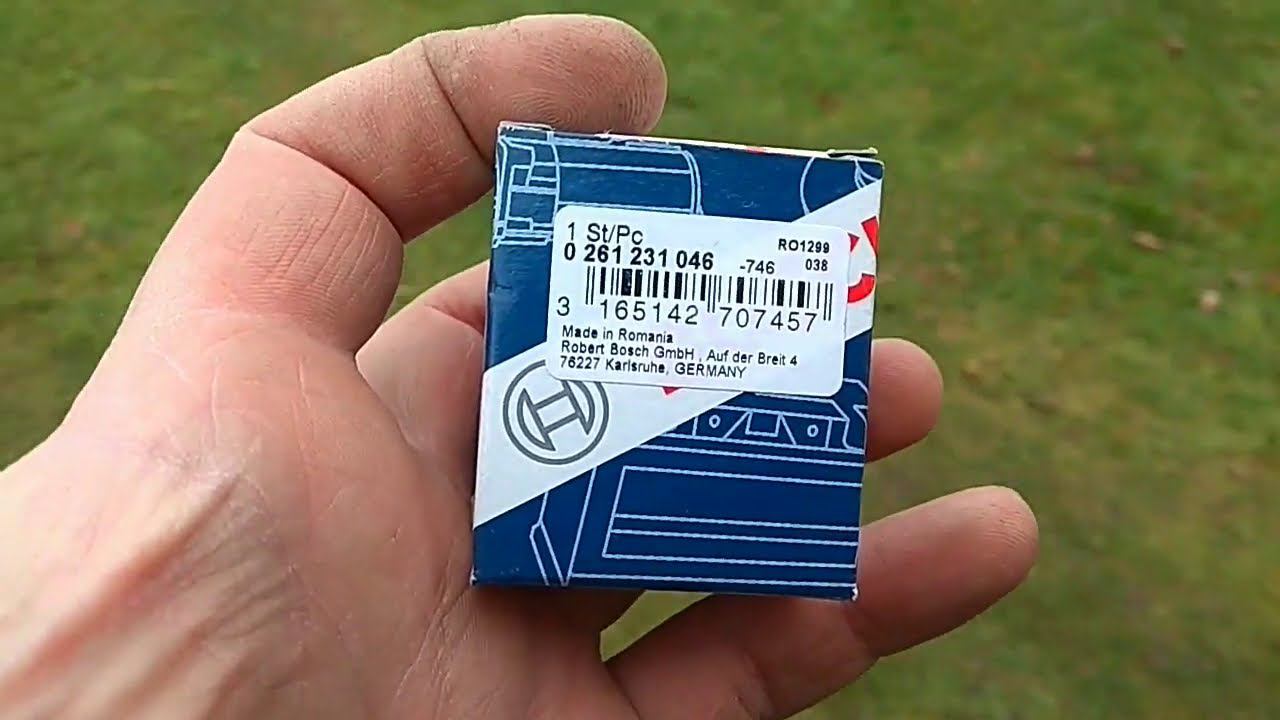 1 St/Pc
RO1299
0 261 231 046 -746 038
3 165142 707457
Made in Romania
Robert Bosch GmbH , Auf der Breit 4
76227 Karlsruhe, GERMANY